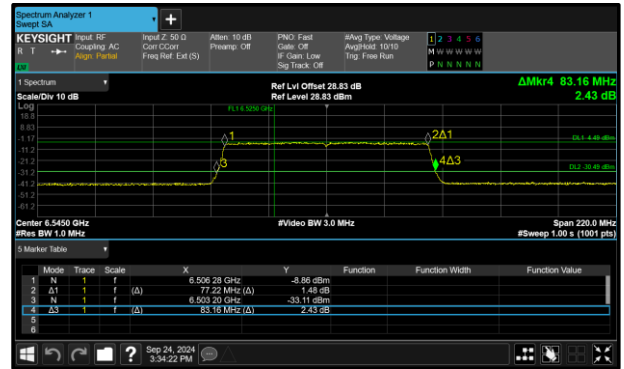 Spectrum Analyzer 1
Swept SA
+
KEYSIGHT Input: RF Input Z: 50 Ω Atten: 10 dB PNO: Fast #Avg Type: Voltage 1 2 3 4 5 6
R T Coupling: AC Corr CCorr Preamp: Off Gate: Off Avg|Hold: 10/10 M W W W W W
Align: Partial Freq Ref: Ext (S) IF Gain: Low Trig: Free Run P N N N N N
LXI Sig Track: Off
1 Spectrum Ref Lvl Offset 28.83 dB ΔMkr4 83.16 MHz
Scale/Div 10 dB Ref Level 28.83 dBm 2.43 dB
Log
18.8 FL1 6.5250 GHz
8.83
-1.17 1 2Δ1 DL1 -4.49 dBm
-11.2
-21.2 3 4Δ3 DL2 -30.49 dBm
-31.2
-41.2
-51.2
-61.2
Center 6.5450 GHz #Video BW 3.0 MHz Span 220.0 MHz
#Res BW 1.0 MHz #Sweep 1.00 s (1001 pts)
5 Marker Table
Mode Trace Scale X Y Function Function Width Function Value
1 N 1 f 6.506 28 GHz -8.86 dBm
2 Δ1 1 f (Δ) 77.22 MHz (Δ) 1.48 dB
3 N 1 f 6.503 20 GHz -33.11 dBm
4 Δ3 1 f (Δ) 83.16 MHz (Δ) 2.43 dB
5
6
? Sep 24, 2024
3:34:22 PM